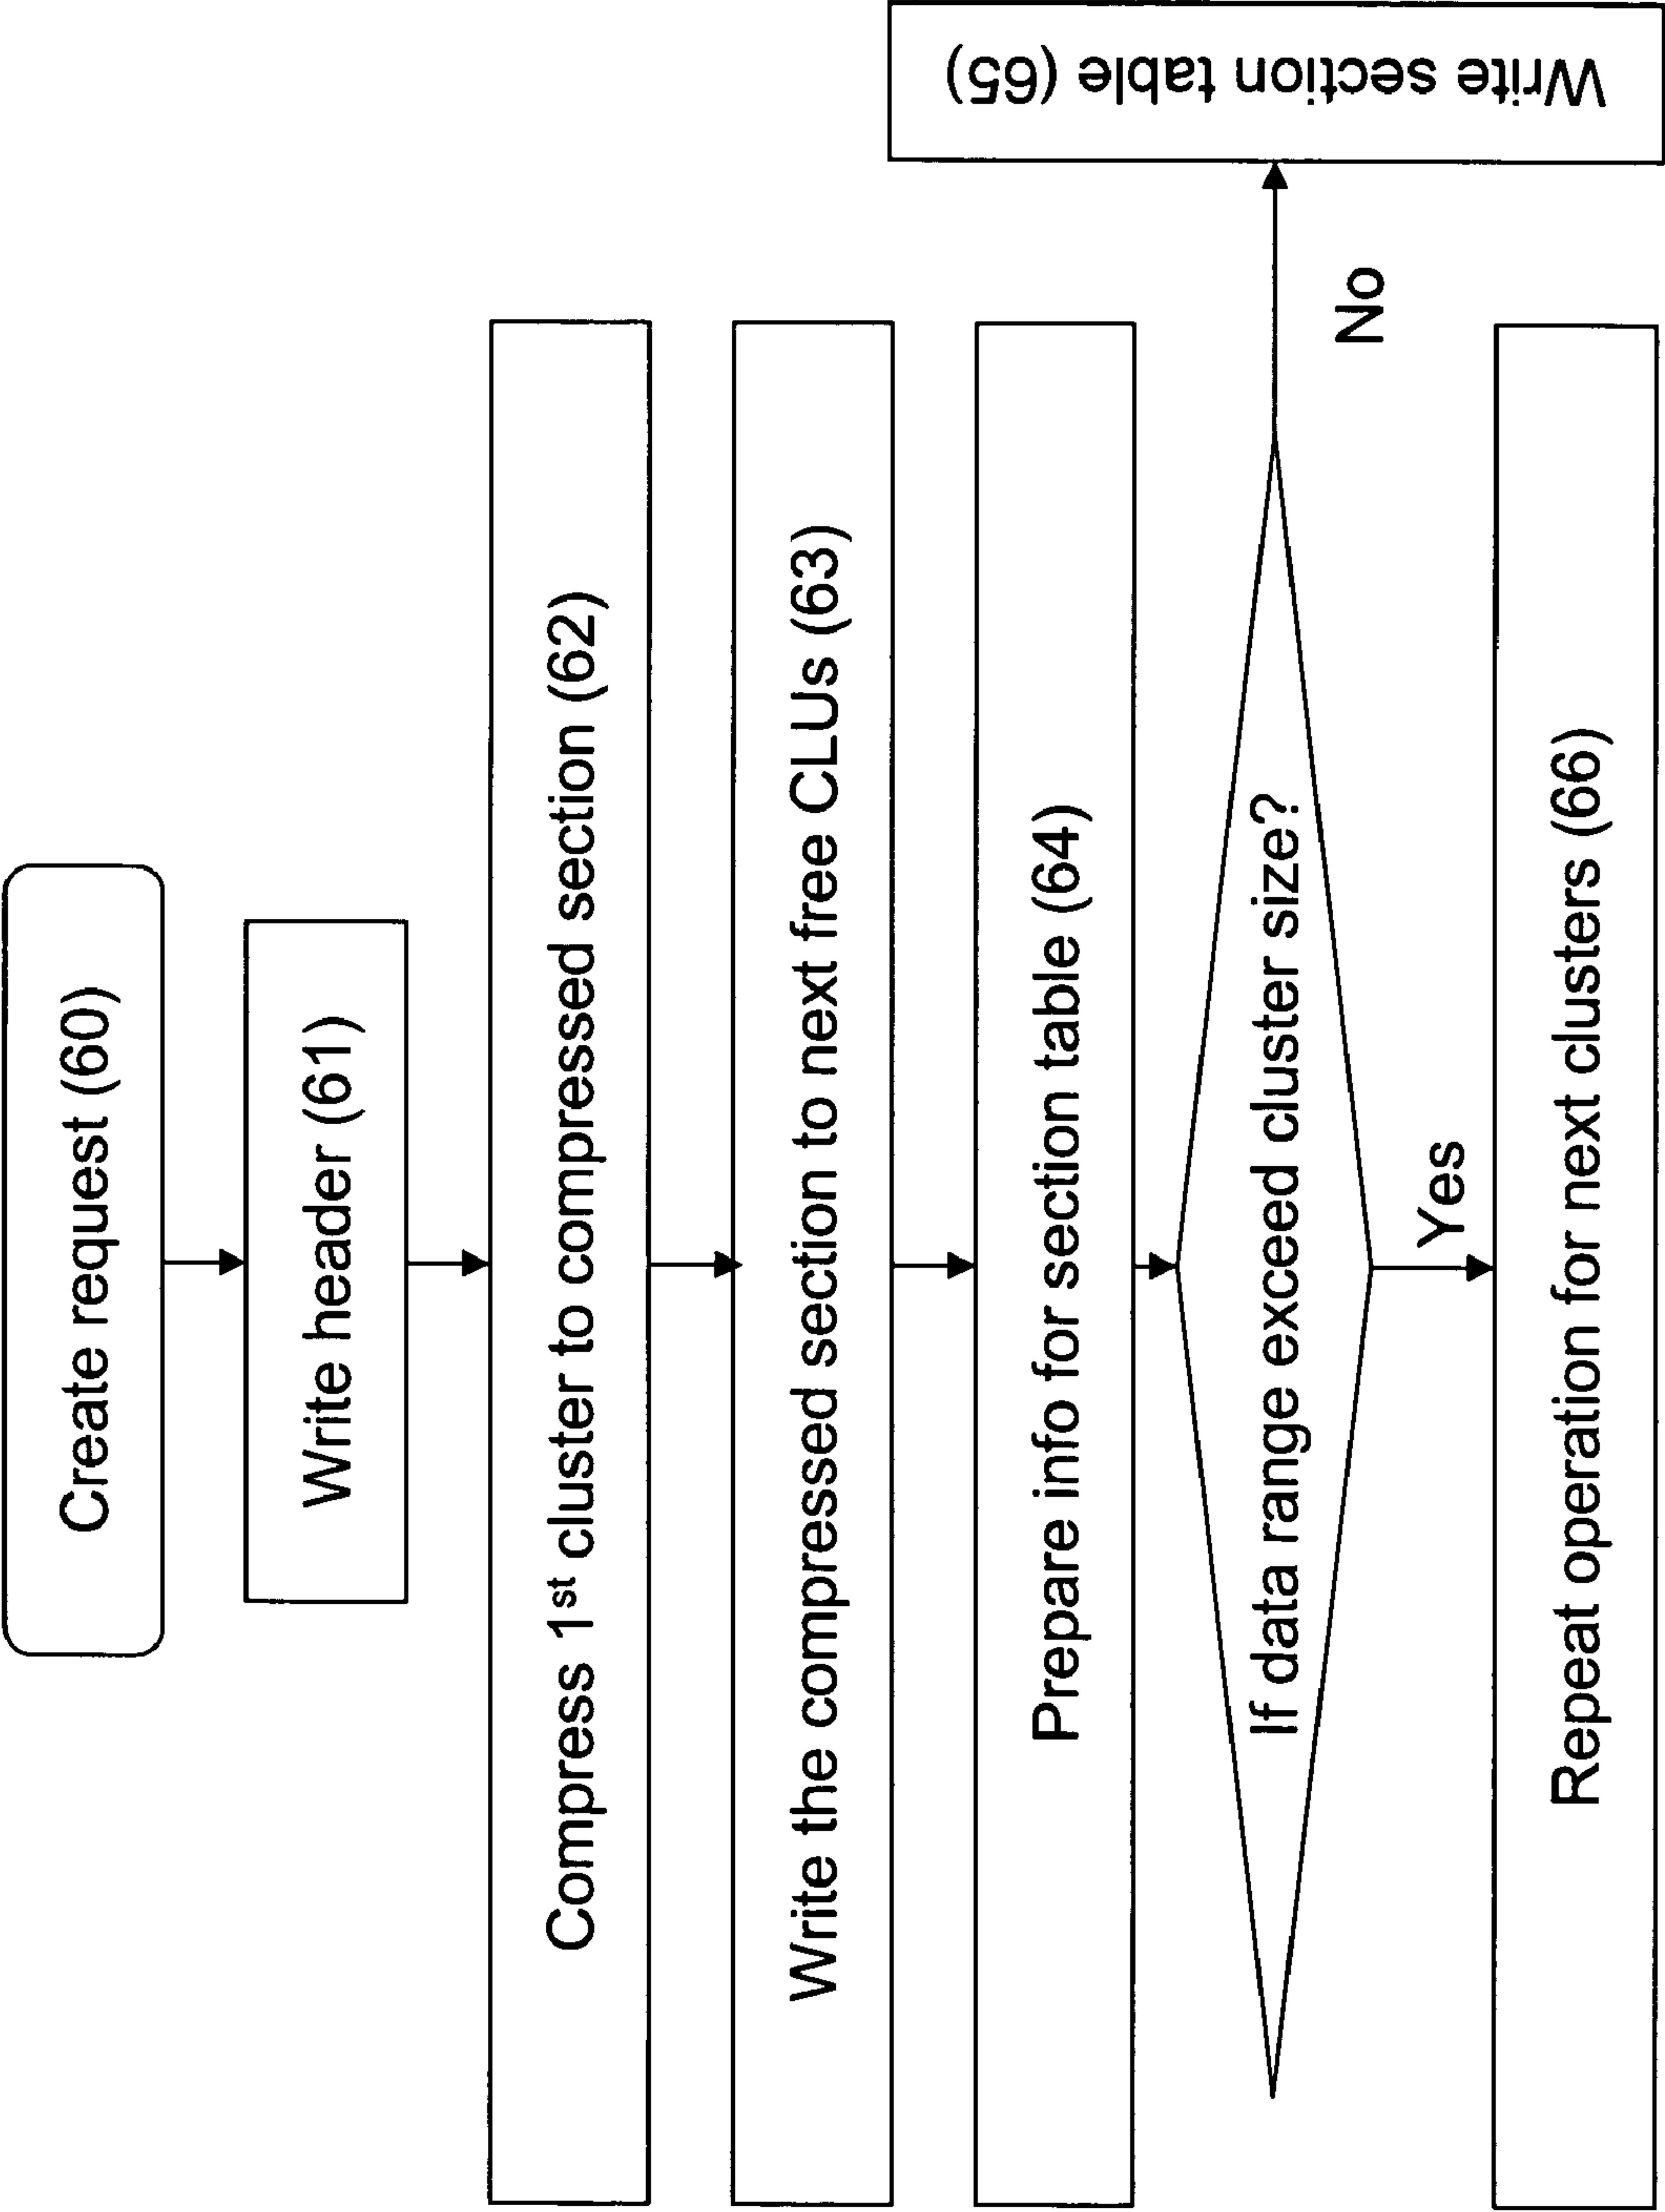 Create request (60)
Write header (61)
Compress 1st cluster to compressed section (62)
Write the compressed section to next free CLUs (63)
Prepare info for section table (64)
If data range exceed cluster size?
No
Write section table (65)
Yes
Repeat operation for next clusters (66)